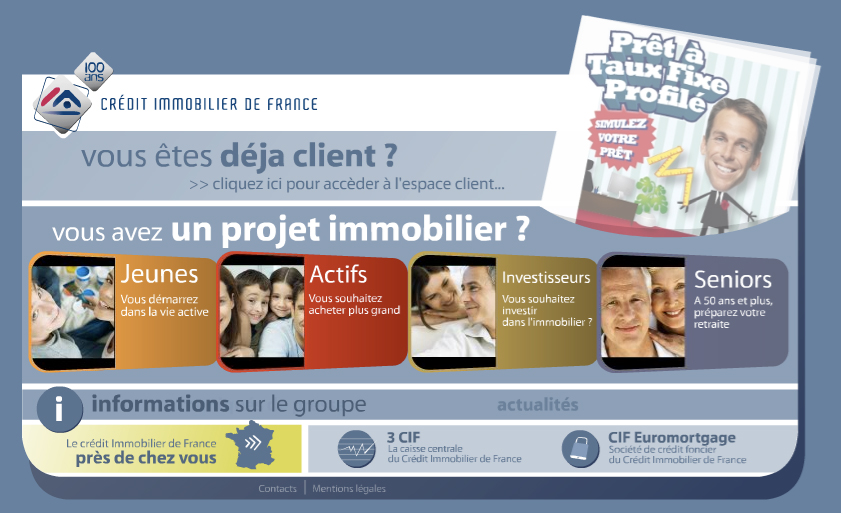 100
ans
CRÉDIT IMMOBILIER DE FRANCE
Prêt à
Taux Fixe
Profilé
SIMULEZ
VOTRE
PRÊT
vous êtes déja client ?
>> cliquez ici pour accèder à l'espace client...
vous avez un projet immobilier ?
Jeunes
Vous démarrez
dans la vie active
Actifs
Vous souhaitez
acheter plus grand
Investisseurs
Vous souhaitez
investir
dans l'immobilier ?
Seniors
A 50 ans et plus,
préparez votre
retraite
i informations sur le groupe
actualités
Le crédit Immobilier de France
près de chez vous
3 CIF
La caisse centrale
du Crédit Immobilier de France
CIF Euromortgage
Société de crédit foncier
du Crédit Immobilier de France
Contacts | Mentions légales